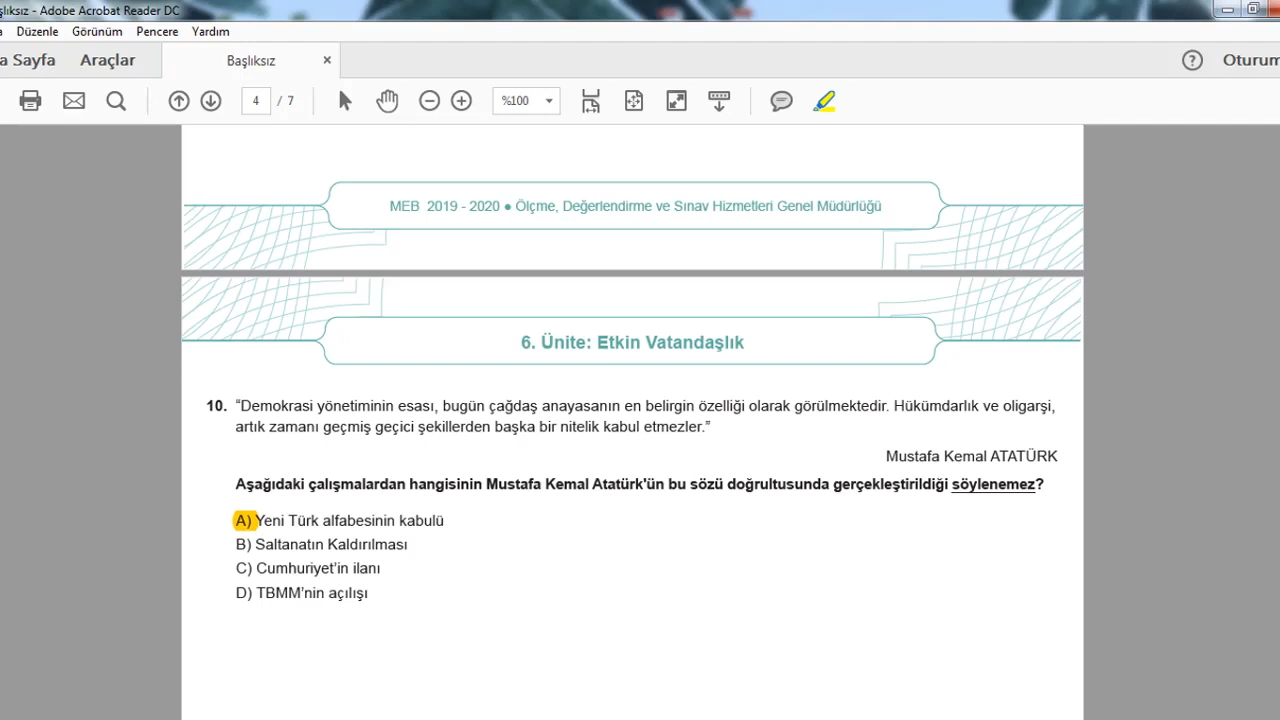 şlıksız - Adobe Acrobat Reader DC
a Düzenle Görünüm Pencere Yardım
a Sayfa Araçlar Başlıksız × ? Oturum
4 / 7 %100
MEB 2019 - 2020 ● Ölçme, Değerlendirme ve Sınav Hizmetleri Genel Müdürlüğü
6. Ünite: Etkin Vatandaşlık
10. “Demokrasi yönetiminin esası, bugün çağdaş anayasanın en belirgin özelliği olarak görülmektedir. Hükümdarlık ve oligarşi,
artık zamanı geçmiş geçici şekillerden başka bir nitelik kabul etmezler.”
Mustafa Kemal ATATÜRK
Aşağıdaki çalışmalardan hangisinin Mustafa Kemal Atatürk'ün bu sözü doğrultusunda gerçekleştirildiği söylenemez?
A) Yeni Türk alfabesinin kabulü
B) Saltanatın Kaldırılması
C) Cumhuriyet’in ilanı
D) TBMM’nin açılışı